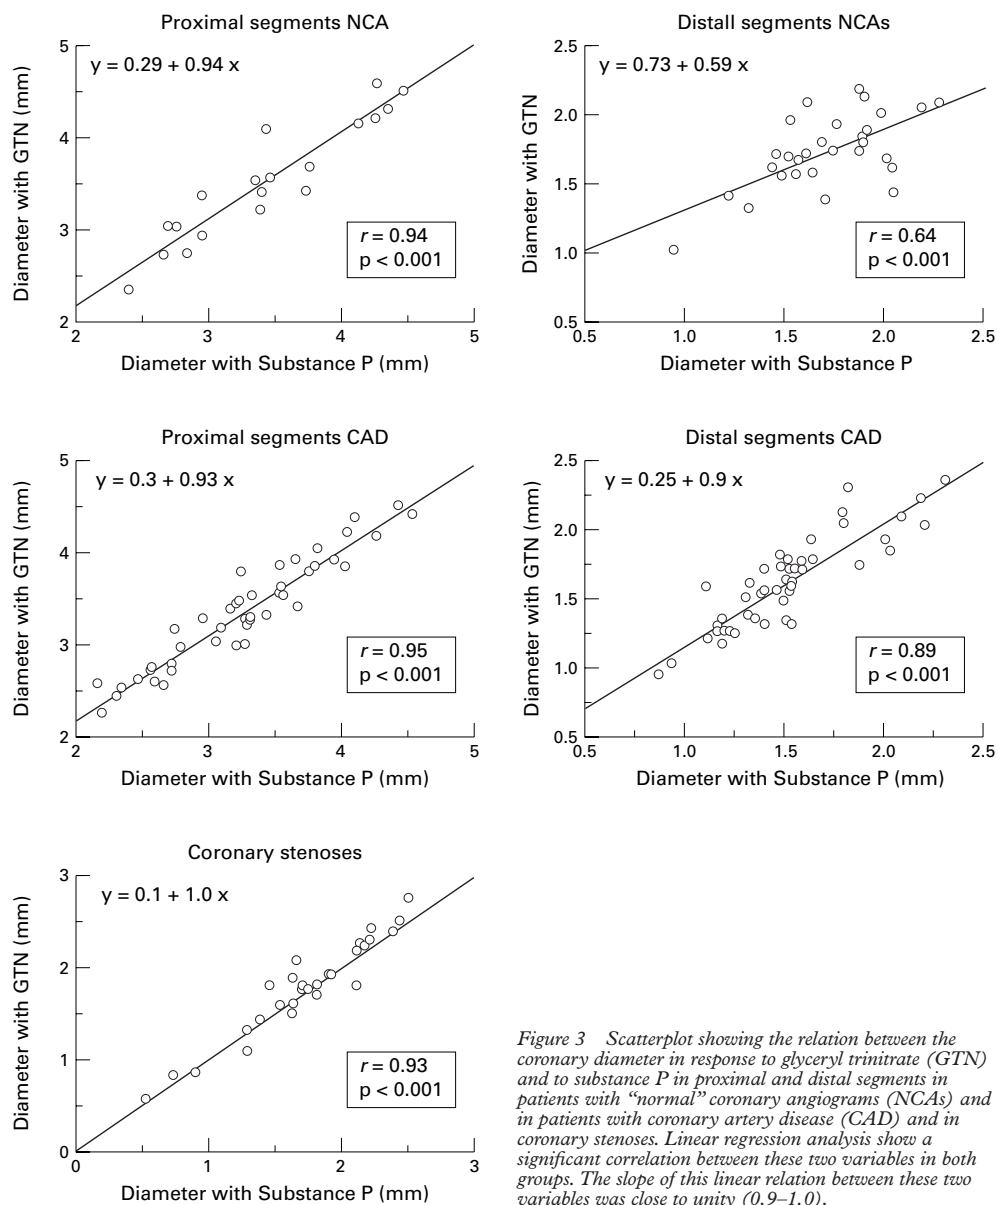 Proximal segments NCA
y = 0.29 + 0.94 x
r = 0.94
p < 0.001
Diameter with GTN (mm)
5
4
3
2
2 3 4 5
Diameter with Substance P (mm)
Distall segments NCAs
y = 0.73 + 0.59 x
r = 0.64
p < 0.001
Diameter with GTN
2.5
2.0
1.5
1.0
0.5
0.5 1.0 1.5 2.0 2.5
Diameter with Substance P
Proximal segments CAD
y = 0.3 + 0.93 x
r = 0.95
p < 0.001
Diameter with GTN (mm)
5
4
3
2
2 3 4 5
Diameter with Substance P (mm)
Distal segments CAD
y = 0.25 + 0.9 x
r = 0.89
p < 0.001
Diameter with GTN (mm)
2.5
2.0
1.5
1.0
0.5
0.5 1.0 1.5 2.0 2.5
Diameter with Substance P (mm)
Coronary stenoses
y = 0.1 + 1.0 x
r = 0.93
p < 0.001
Diameter with GTN (mm)
3
2
1
0
0 1 2 3
Diameter with Substance P (mm)
Figure 3 Scatterplot showing the relation between the
coronary diameter in response to glyceryl trinitrate (GTN)
and to substance P in proximal and distal segments in
patients with “normal” coronary angiograms (NCAs) and
in patients with coronary artery disease (CAD) and in
coronary stenoses. Linear regression analysis show a
significant correlation between these two variables in both
groups. The slope of this linear relation between these two
variables was close to unity (0.9–1.0).